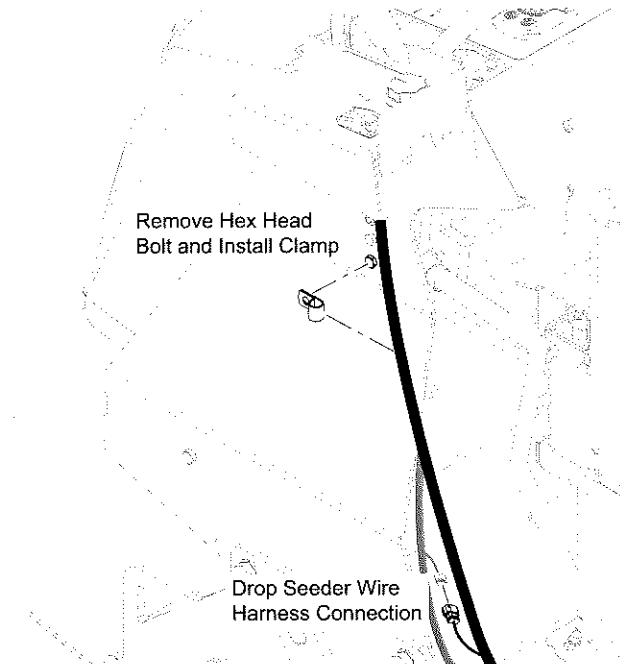 Remove Hex Head
Bolt and Install Clamp
Drop Seeder Wire
Harness Connection